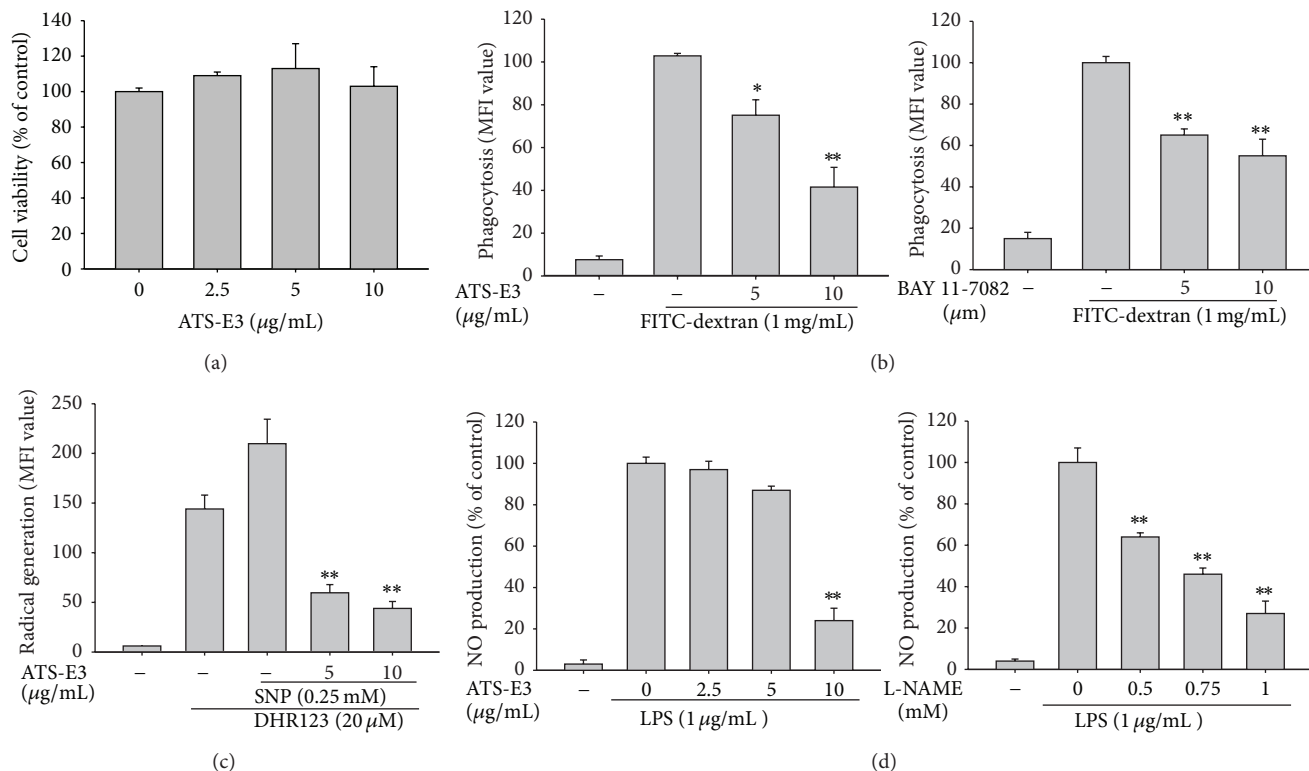 Cell viability (% of control)
140
120
100
80
60
40
20
0
0 2.5 5 10
ATS-E3 (μg/mL)
(a)
Phagocytosis (MFI value)
120
100
80
60
40
20
0
*
**
ATS-E3 – – 5 10
(μg/mL) FITC-dextran (1 mg/mL)
Phagocytosis (MFI value)
120
100
80
60
40
20
0
** **
BAY 11-7082 – – 5 10
(μm) FITC-dextran (1 mg/mL)
(b)
Radical generation (MFI value)
250
200
150
100
50
0
** **
ATS-E3 – – – 5 10
(μg/mL) SNP (0.25 mM)
DHR123 (20 μM)
(c)
NO production (% of control)
120
100
80
60
40
20
0
**
ATS-E3 – 0 2.5 5 10
(μg/mL) LPS (1 μg/mL )
NO production (% of control)
120
100
80
60
40
20
0
**
**
**
L-NAME – 0 0.5 0.75 1
(mM) LPS (1 μg/mL)
(d)